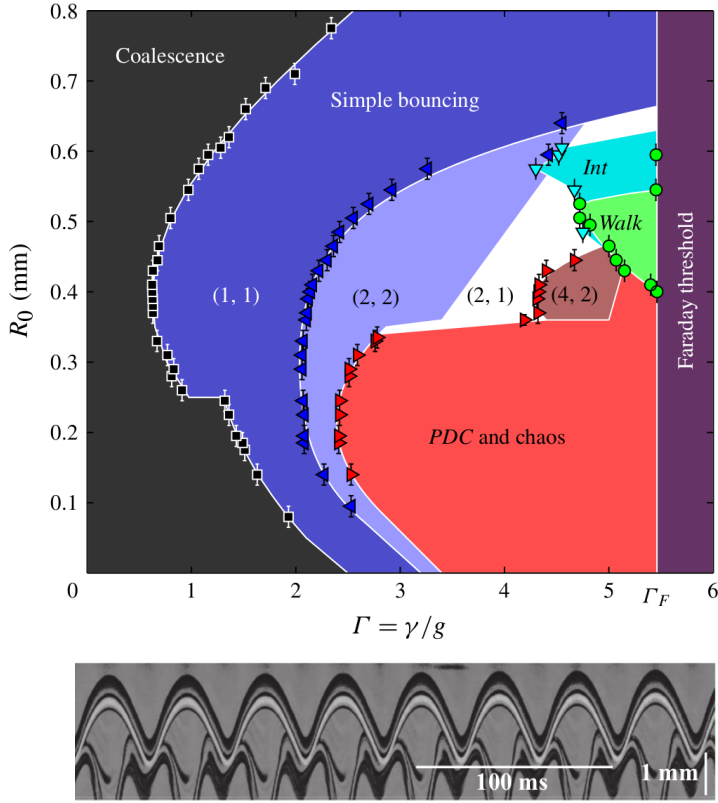 0.8
0.7
0.6
0.5
0.4
0.3
0.2
0.1
R₀ (mm)
Coalescence
Simple bouncing
Int
Walk
(1, 1)
(2, 2)
(2, 1)
(4, 2)
PDC and chaos
Faraday threshold
0
1
2
3
4
5
Γ_F
6
Γ = γ/g
100 ms
1 mm